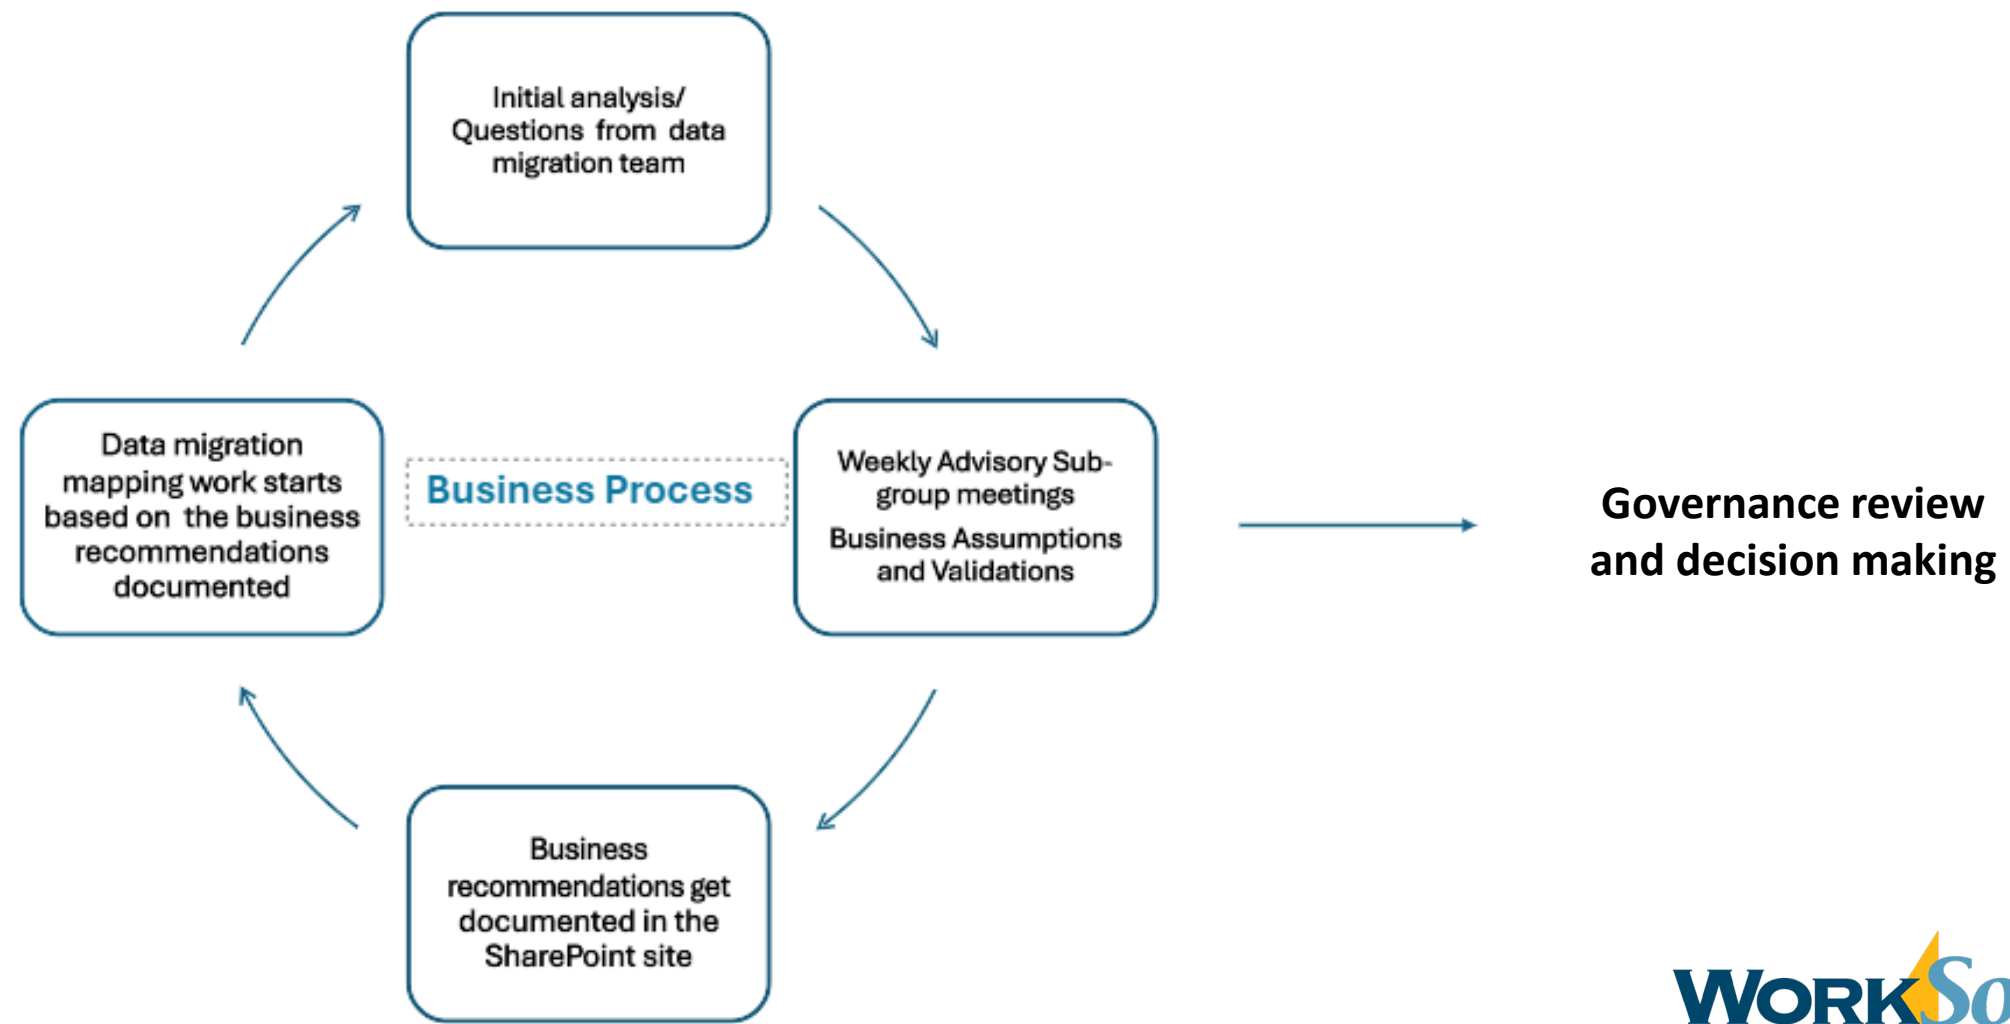 Initial analysis/
Questions from data
migration team
Data migration
mapping work starts
based on the business
recommendations
documented
Business Process
Weekly Advisory Sub-
group meetings
Business Assumptions
and Validations
Governance review
and decision making
Business
recommendations get
documented in the
SharePoint site
WORKSo